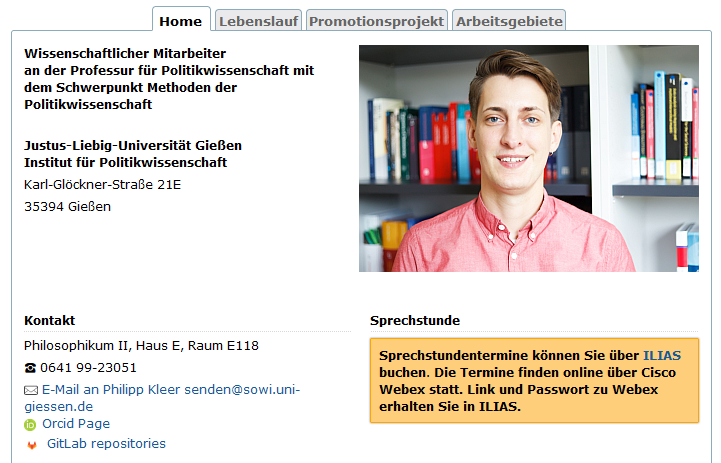 Home Lebenslauf Promotionsprojekt Arbeitsgebiete
Wissenschaftlicher Mitarbeiter
an der Professur für Politikwissenschaft mit
dem Schwerpunkt Methoden der
Politikwissenschaft
Justus-Liebig-Universität Gießen
Institut für Politikwissenschaft
Karl-Glöckner-Straße 21E
35394 Gießen
Kontakt
Philosophikum II, Haus E, Raum E118
0641 99-23051
E-Mail an Philipp Kleer senden@sowi.uni-
giessen.de
iD Orcid Page
GitLab repositories
Sprechstunde
Sprechstundentermine können Sie über ILIAS
buchen. Die Termine finden online über Cisco
Webex statt. Link und Passwort zu Webex
erhalten Sie in ILIAS.